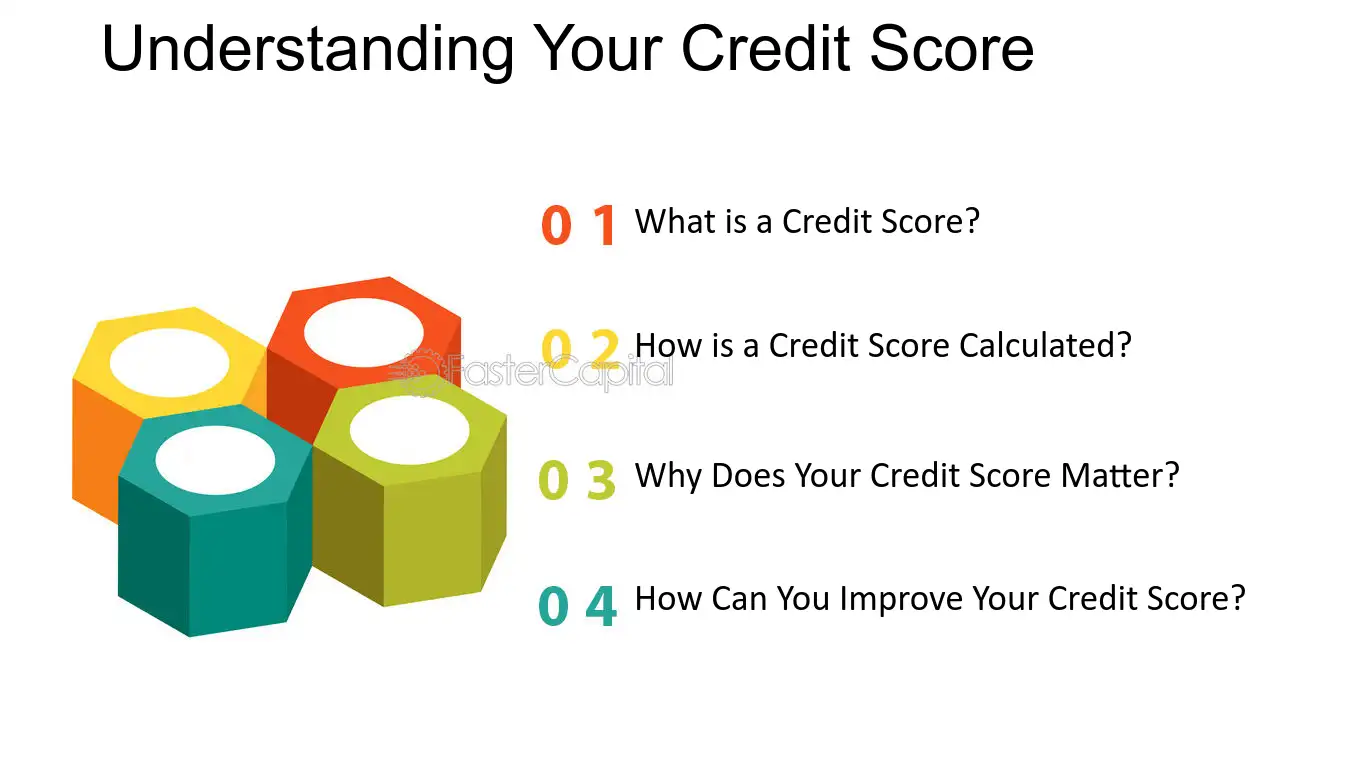 Understanding Your Credit Score
0 1 What is a Credit Score?
0 2 How is a Credit Score Calculated?
FasterCapital
0 3 Why Does Your Credit Score Matter?
0 4 How Can You Improve Your Credit Score?